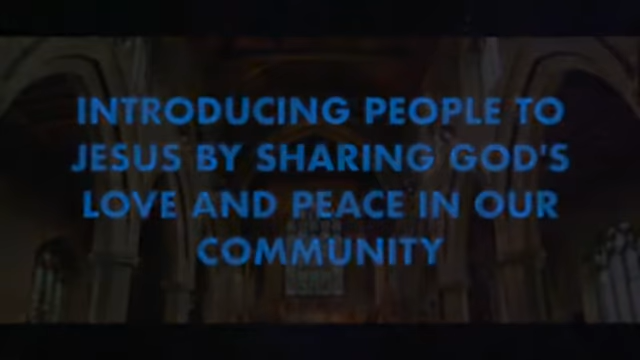 INTRODUCING PEOPLE TO
JESUS BY SHARING GOD'S
LOVE AND PEACE IN OUR
COMMUNITY